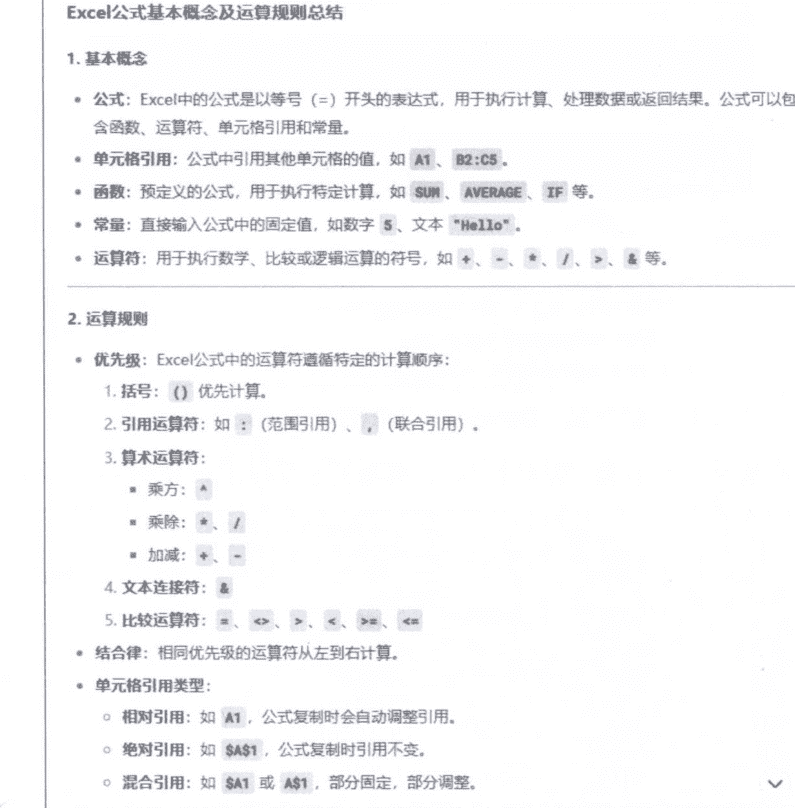 Excel公式基本概念及运算规则总结
1. 基本概念
• 公式：Excel中的公式是以等号（=）开头的表达式，用于执行计算、处理数据或返回结果。公式可以包
含函数、运算符、单元格引用和常量。
• 单元格引用：公式中引用其他单元格的值，如 A1、B2:C5。
• 函数：预定义的公式，用于执行特定计算，如 SUM、AVERAGE、IF 等。
• 常量：直接输入公式中的固定值，如数字 5、文本 "Hello"。
• 运算符：用于执行数学、比较或逻辑运算的符号，如 +、-、*、/、>、& 等。
2. 运算规则
• 优先级：Excel公式中的运算符遵循特定的计算顺序：
1. 括号：() 优先计算。
2. 引用运算符：如 :（范围引用）、,（联合引用）。
3. 算术运算符：
▪ 乘方：^
▪ 乘除：*、/
▪ 加减：+、-
4. 文本连接符：&
5. 比较运算符：=、<>、>、<、>=、<=
• 结合律：相同优先级的运算符从左到右计算。
• 单元格引用类型：
○ 相对引用：如 A1，公式复制时会自动调整引用。
○ 绝对引用：如 $A$1，公式复制时引用不变。
○ 混合引用：如 $A1 或 A$1，部分固定，部分调整。